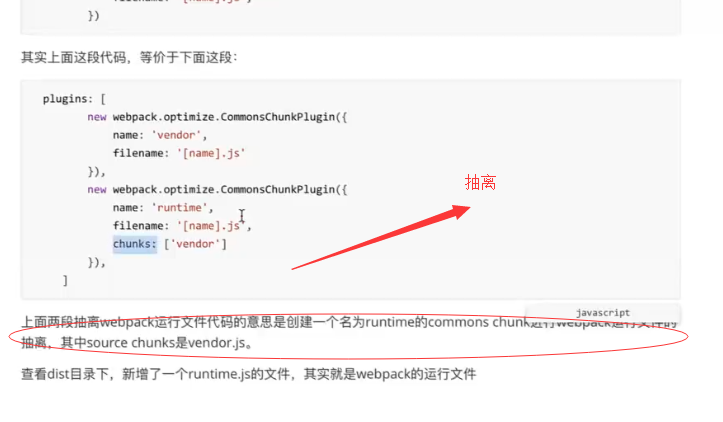 })
其实上面这段代码，等价于下面这段：
plugins: [
new webpack.optimize.CommonsChunkPlugin({
name: 'vendor',
filename: '[name].js'
}),
new webpack.optimize.CommonsChunkPlugin({
name: 'runtime',
filename: '[name].js',
chunks: ['vendor']
}),
]
抽离
javascript
上面两段抽离webpack运行文件代码的意思是创建一个名为runtime的commons chunk进行webpack运行文件的
抽离，其中source chunks是vendor.js。
查看dist目录下，新增了一个runtime.js的文件，其实就是webpack的运行文件